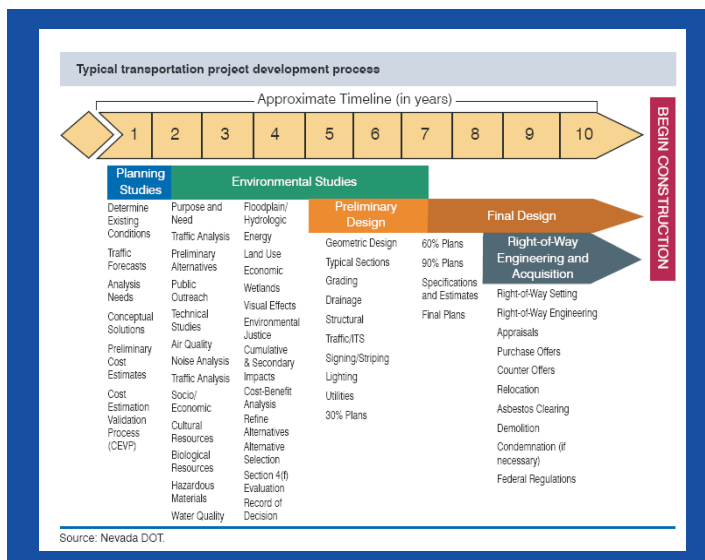 Typical transportation project development process
Approximate Timeline (in years)
1 2 3 4 5 6 7 8 9 10
BEGIN CONSTRUCTION
Planning
Studies
Environmental Studies
Preliminary
Design
Final Design
Right-of-Way
Engineering and
Acquisition
Determine
Existing
Conditions
Traffic
Forecasts
Analysis
Needs
Conceptual
Solutions
Preliminary
Cost
Estimates
Cost
Estimation
Validation
Process
(CEVP)
Purpose and
Need
Traffic Analysis
Preliminary
Alternatives
Public
Outreach
Technical
Studies
Air Quality
Noise Analysis
Traffic Analysis
Socio/
Economic
Cultural
Resources
Biological
Resources
Hazardous
Materials
Water Quality
Floodplain/
Hydrologic
Energy
Land Use
Economic
Wetlands
Visual Effects
Environmental
Justice
Cumulative
& Secondary
Impacts
Cost-Benefit
Analysis
Refine
Alternatives
Alternative
Selection
Section 4(f)
Evaluation
Record of
Decision
Geometric Design
Typical Sections
Grading
Drainage
Structural
Traffic/ITS
Signing/Striping
Lighting
Utilities
30% Plans
60% Plans
90% Plans
Specifications
and Estimates
Final Plans
Right-of-Way Setting
Right-of-Way Engineering
Appraisals
Purchase Offers
Counter Offers
Relocation
Asbestos Clearing
Demolition
Condemnation (if
necessary)
Federal Regulations
Source: Nevada DOT.